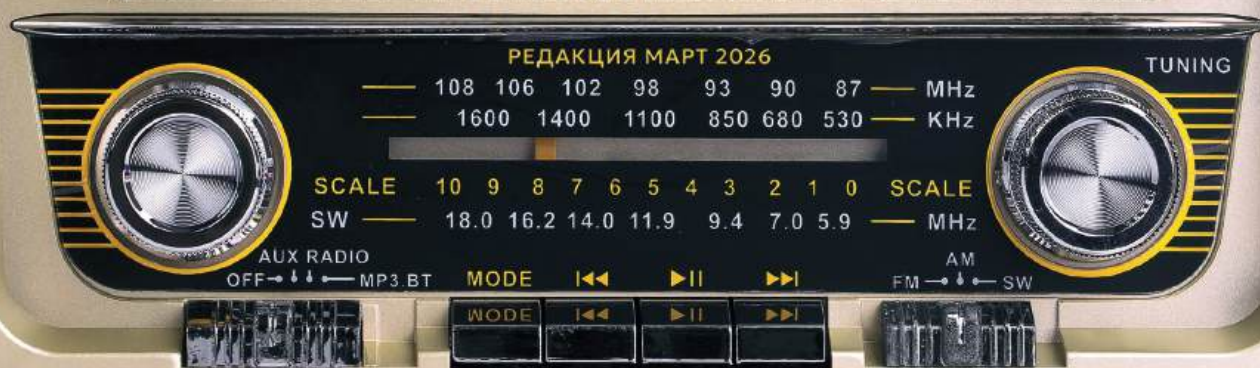 РЕДАКЦИЯ МАРТ 2026
TUNING
108 106 102 98 93 90 87 MHz
1600 1400 1100 850 680 530 KHz
SCALE 10 9 8 7 6 5 4 3 2 1 0 SCALE
SW 18.0 16.2 14.0 11.9 9.4 7.0 5.9 MHz
AUX RADIO
OFF MP3.BT
MODE
AM
FM SW
MODE